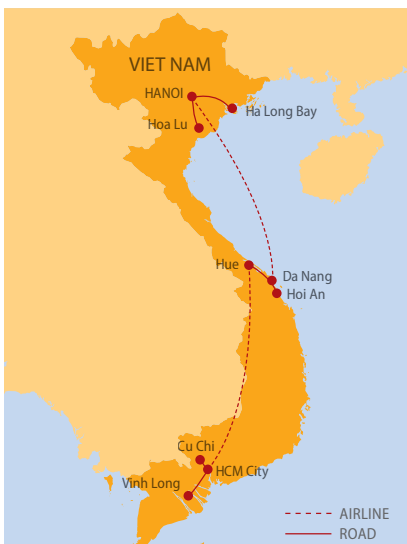 VIET NAM
HANOI
Ha Long Bay
Hoa Lu
Hue
Da Nang
Hoi An
Cu Chi
HCM City
Vinh Long
AIRLINE
ROAD